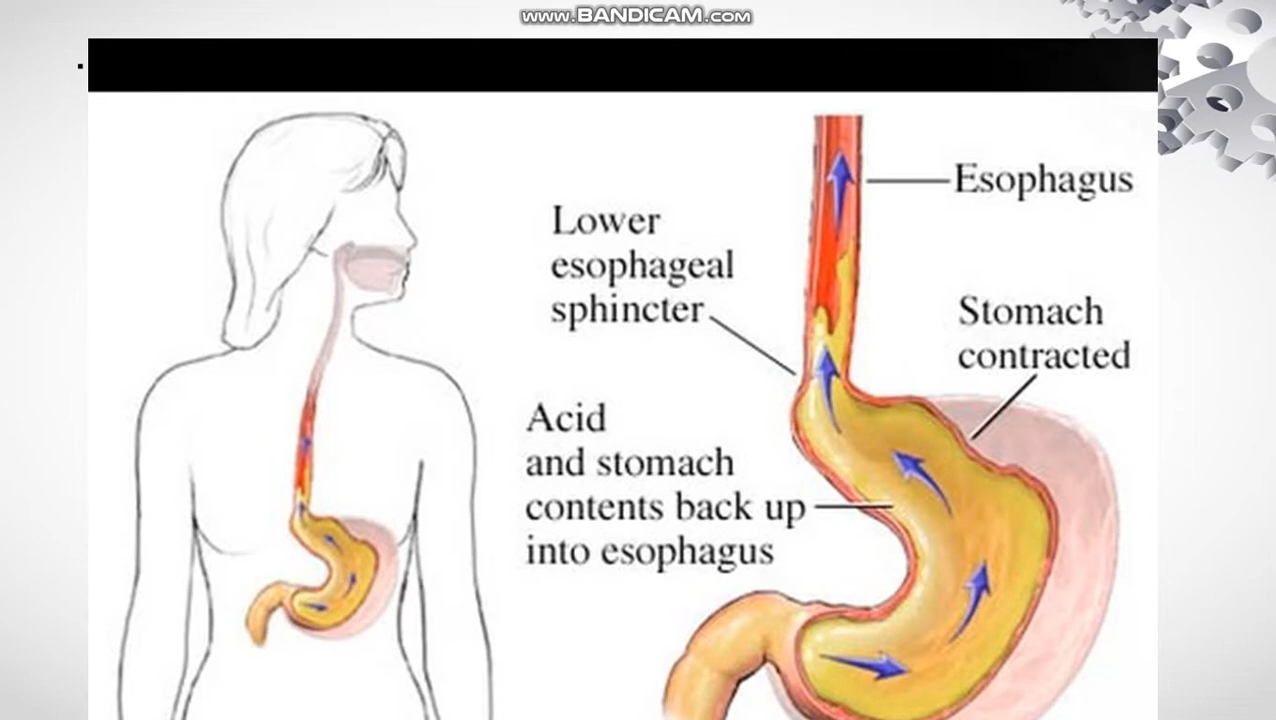 www.BANDICAM.com
Esophagus
Lower
esophageal
sphincter
Stomach
contracted
Acid
and stomach
contents back up
into esophagus